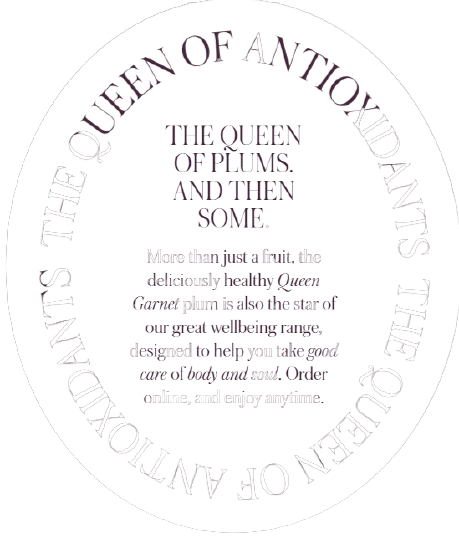 THE QUEEN OF ANTIOXIDANTS THE QUEEN OF ANTIOXIDANTS
THE QUEEN
OF PLUMS.
AND THEN
SOME.
More than just a fruit, the
deliciously healthy Queen
Garnet plum is also the star of
our great wellbeing range,
designed to help you take good
care of body and soul. Order
online, and enjoy anytime.